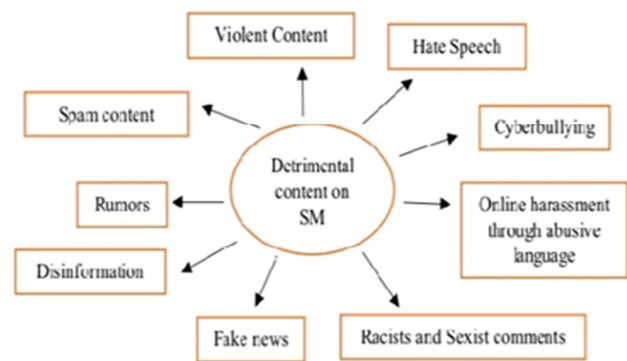 Violent Content
Hate Speech
Spam content
Cyberbullying
Detrimental
content on
SM
Rumors
Online harassment
through abusive
language
Disinformation
Fake news
Racists and Sexist comments